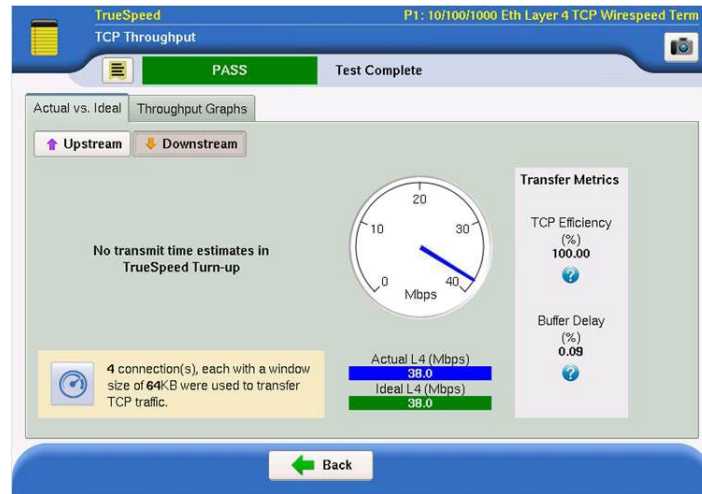 TrueSpeed
P1: 10/100/1000 Eth Layer 4 TCP Wirespeed Term
TCP Throughput
PASS
Test Complete
Actual vs. Ideal
Throughput Graphs
Upstream
Downstream
No transmit time estimates in
TrueSpeed Turn-up
0
10
20
30
40
Mbps
4 connection(s), each with a window
size of 64KB were used to transfer
TCP traffic.
Actual L4 (Mbps)
38.0
Ideal L4 (Mbps)
38.0
Transfer Metrics
TCP Efficiency
(%)
100.00
?
Buffer Delay
(%)
0.09
?
Back